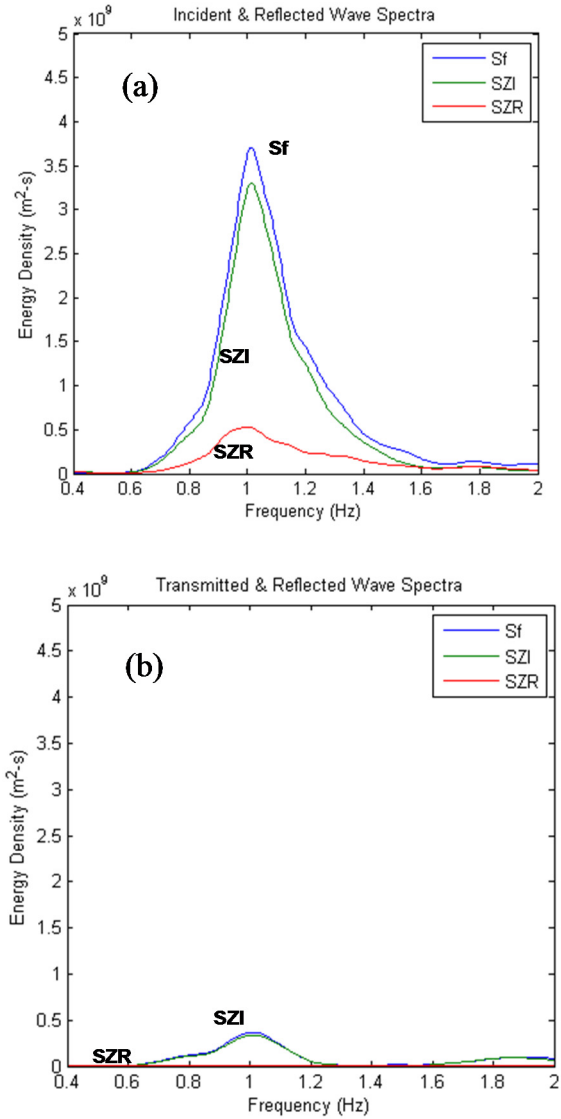 x 10⁹
Incident & Reflected Wave Spectra
5
4.5
4
3.5
3
2.5
2
1.5
1
0.5
0
Energy Density (m²-s)
(a)
Sf
SZI
SZR
Sf
SZI
SZR
0.4 0.6 0.8 1 1.2 1.4 1.6 1.8 2
Frequency (Hz)
x 10⁹
Transmitted & Reflected Wave Spectra
5
4.5
4
3.5
3
2.5
2
1.5
1
0.5
0
Energy Density (m²-s)
(b)
Sf
SZI
SZR
SZI
SZR
0.4 0.6 0.8 1 1.2 1.4 1.6 1.8 2
Frequency (Hz)